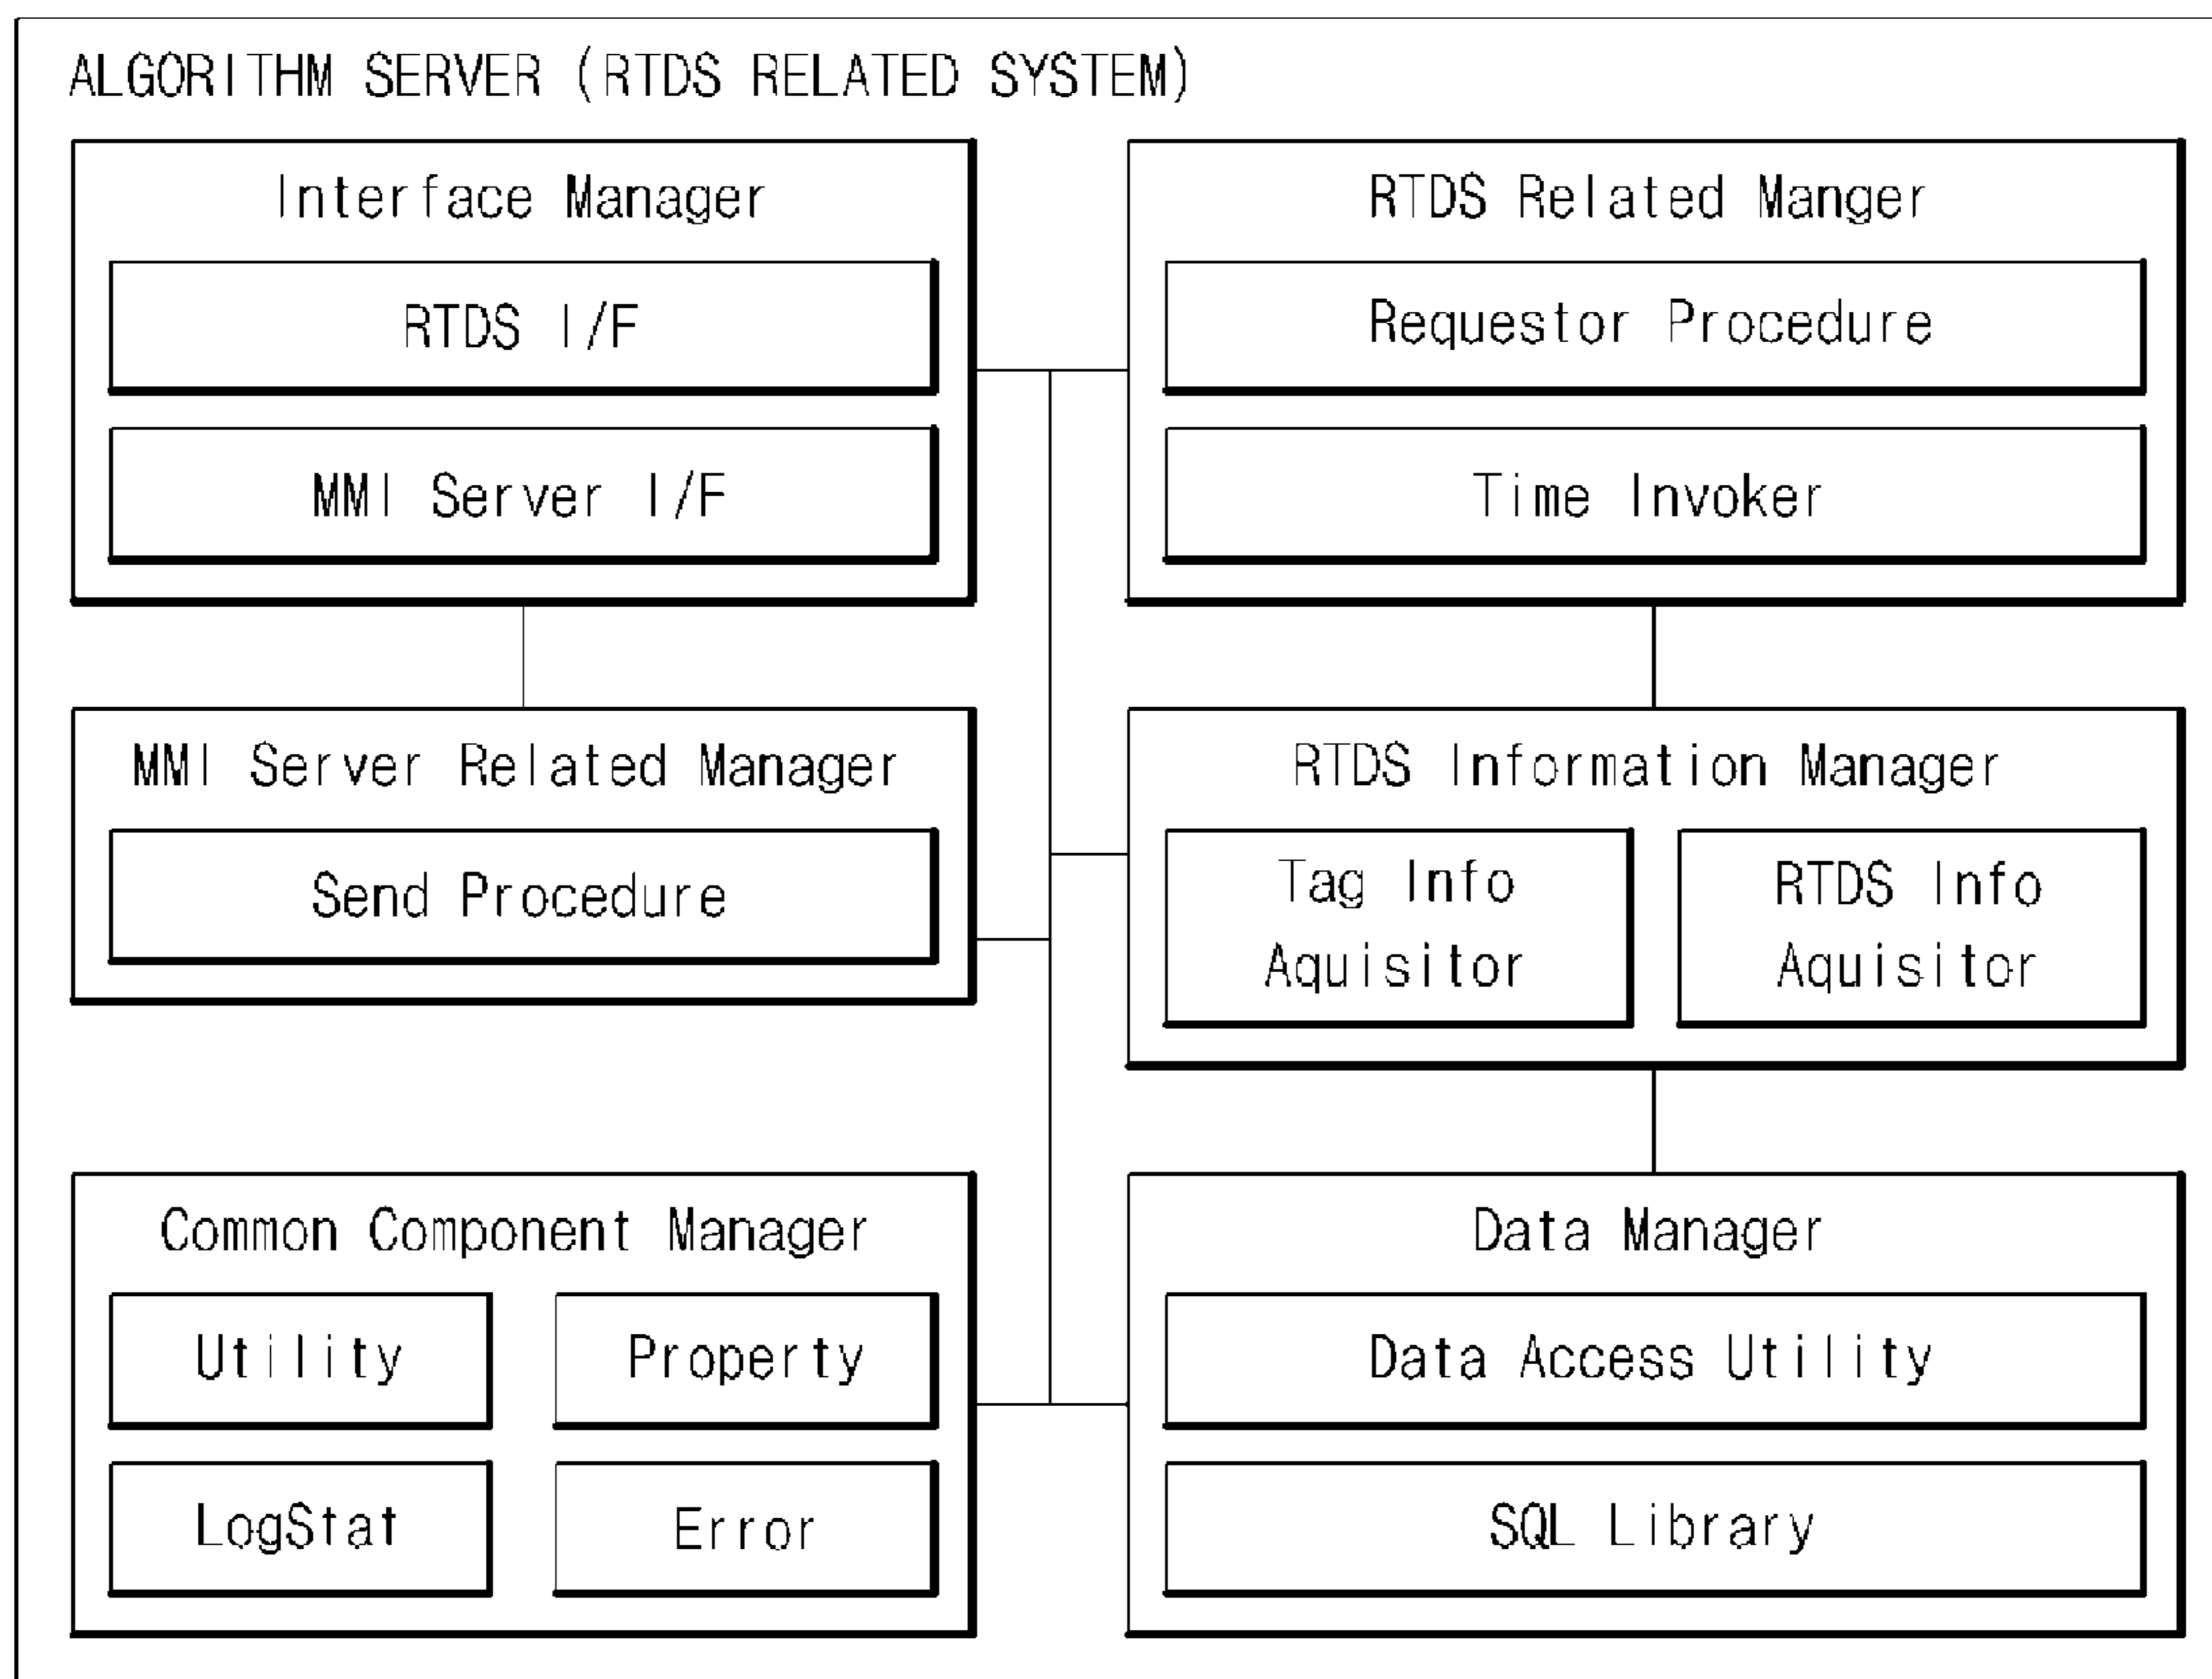 ALGORITHM SERVER (RTDS RELATED SYSTEM)
Interface Manager
RTDS I/F
MMI Server I/F
RTDS Related Manger
Requestor Procedure
Time Invoker
MMI Server Related Manager
Send Procedure
RTDS Information Manager
Tag Info
Aquisitor
RTDS Info
Aquisitor
Common Component Manager
Utility
Property
LogStat
Error
Data Manager
Data Access Utility
SQL Library